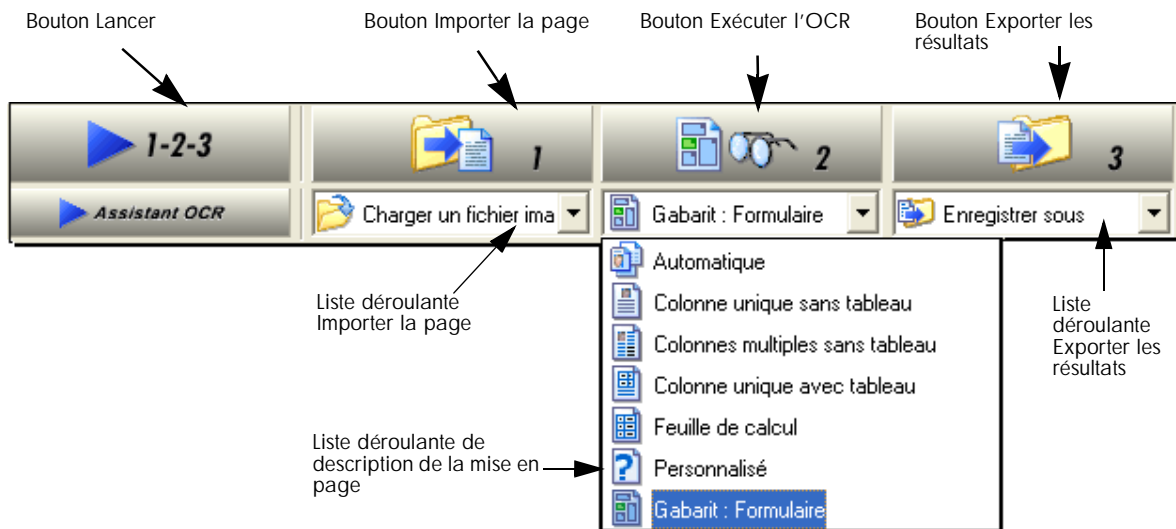 Bouton Lancer
Bouton Importer la page
Bouton Exécuter l'OCR
Bouton Exporter les
résultats
1-2-3
1
2
3
Assistant OCR
Charger un fichier ima
Gabarit : Formulaire
Enregistrer sous
Automatique
Colonne unique sans tableau
Colonnes multiples sans tableau
Colonne unique avec tableau
Feuille de calcul
Personnalisé
Gabarit : Formulaire
Liste déroulante
Importer la page
Liste
déroulante
Exporter les
résultats
Liste déroulante de
description de la mise en
page